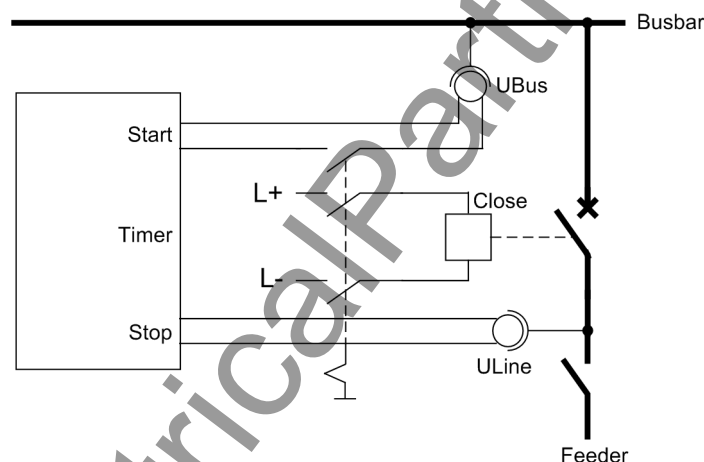 Busbar
UBus
Start
L+
Close
Timer
L-
Stop
ULine
Feeder